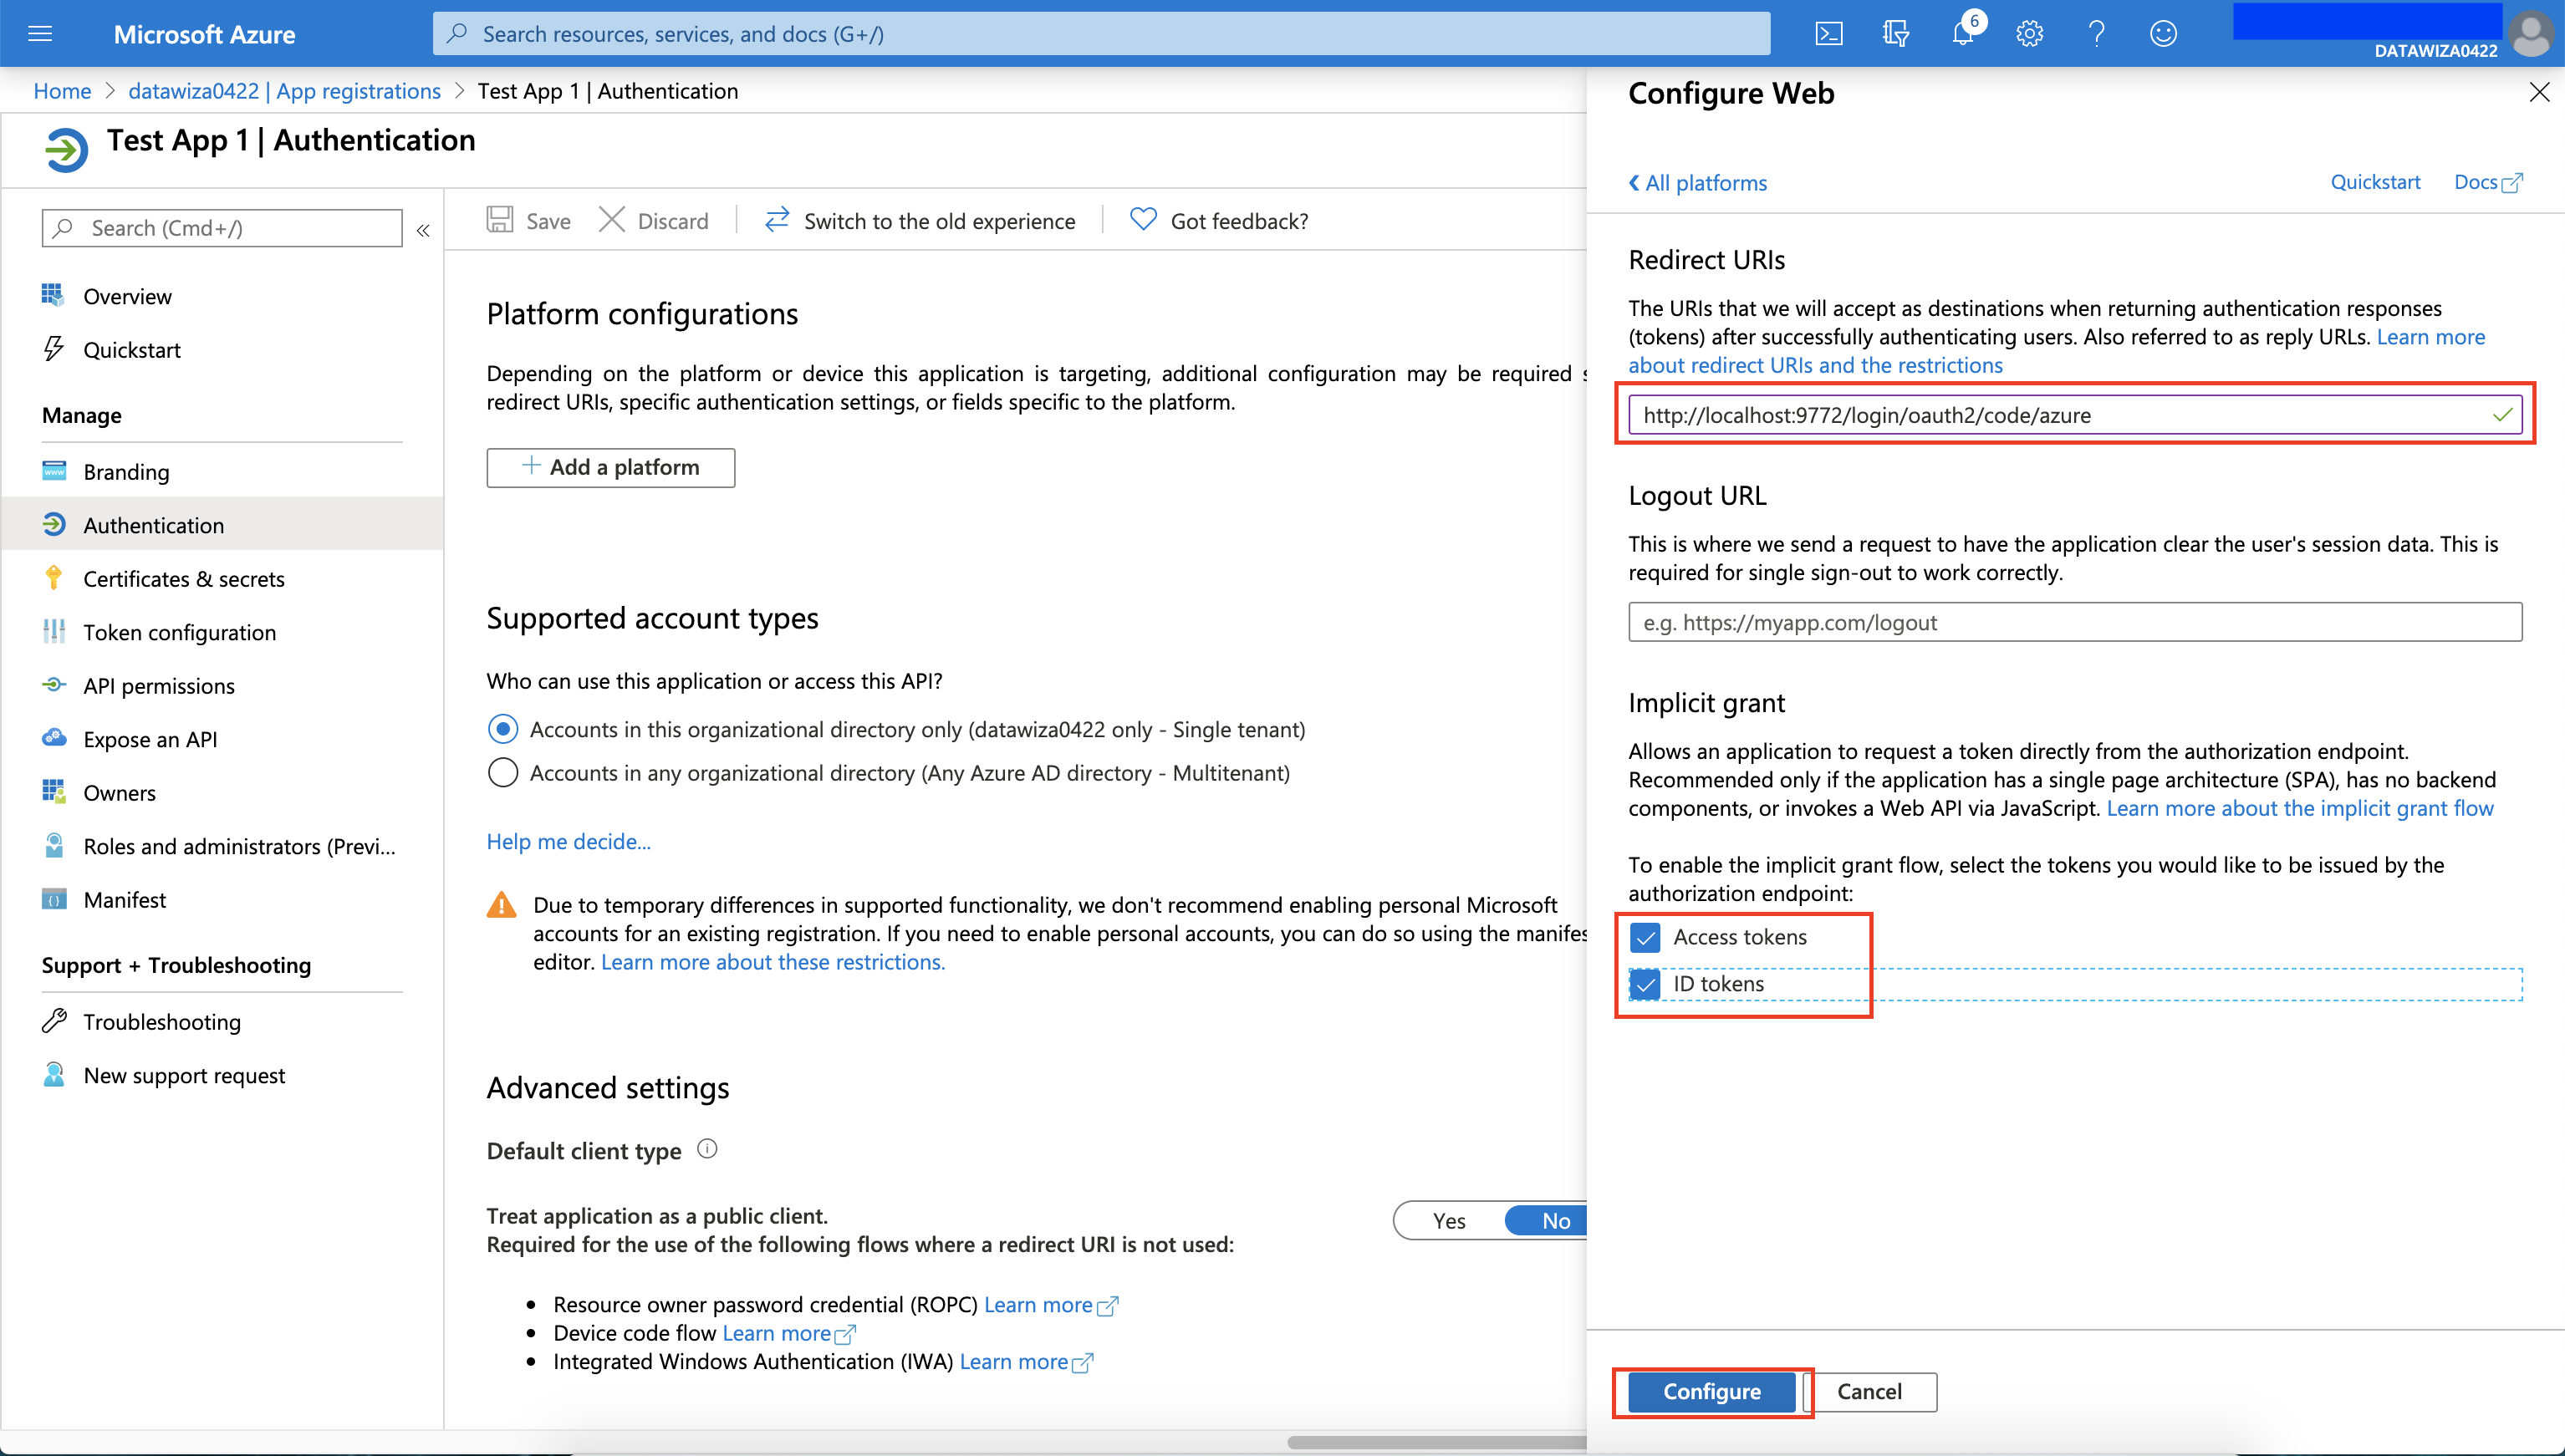 Microsoft Azure
Search resources, services, and docs (G+/)
6
DATAWIZA0422
Home > datawiza0422 | App registrations > Test App 1 | Authentication
Test App 1 | Authentication
Search (Cmd+/)
«
Overview
Quickstart
Manage
Branding
Authentication
Certificates & secrets
Token configuration
API permissions
Expose an API
Owners
Roles and administrators (Previ...
Manifest
Support + Troubleshooting
Troubleshooting
New support request
Save
Discard
Switch to the old experience
Got feedback?
Platform configurations
Depending on the platform or device this application is targeting, additional configuration may be required s
redirect URIs, specific authentication settings, or fields specific to the platform.
+ Add a platform
Supported account types
Who can use this application or access this API?
Accounts in this organizational directory only (datawiza0422 only - Single tenant)
Accounts in any organizational directory (Any Azure AD directory - Multitenant)
Help me decide...
Due to temporary differences in supported functionality, we don't recommend enabling personal Microsoft
accounts for an existing registration. If you need to enable personal accounts, you can do so using the manifes
editor. Learn more about these restrictions.
Advanced settings
Default client type
Treat application as a public client.
Required for the use of the following flows where a redirect URI is not used:
Yes
No
• Resource owner password credential (ROPC) Learn more
• Device code flow Learn more
• Integrated Windows Authentication (IWA) Learn more
Configure Web
All platforms
Quickstart
Docs
Redirect URIs
The URIs that we will accept as destinations when returning authentication responses
(tokens) after successfully authenticating users. Also referred to as reply URLs. Learn more
about redirect URIs and the restrictions
http://localhost:9772/login/oauth2/code/azure
Logout URL
This is where we send a request to have the application clear the user's session data. This is
required for single sign-out to work correctly.
e.g. https://myapp.com/logout
Implicit grant
Allows an application to request a token directly from the authorization endpoint.
Recommended only if the application has a single page architecture (SPA), has no backend
components, or invokes a Web API via JavaScript. Learn more about the implicit grant flow
To enable the implicit grant flow, select the tokens you would like to be issued by the
authorization endpoint:
Access tokens
ID tokens
Configure
Cancel